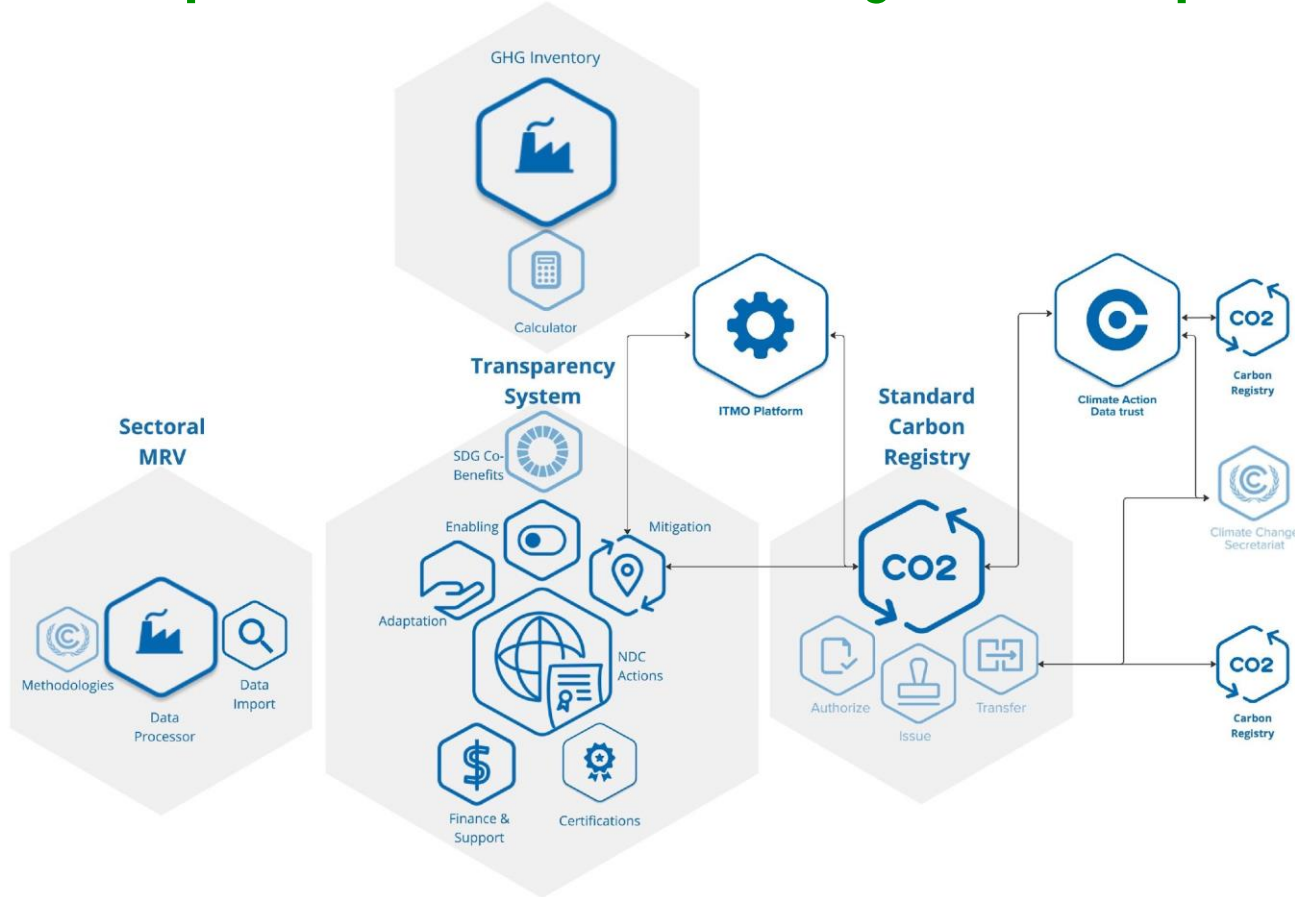 GHG Inventory
Calculator
Transparency
System
SDG Co-
Benefits
Enabling
Mitigation
Adaptation
NDC
Actions
Finance &
Support
Certifications
Sectoral
MRV
Methodologies
Data
Processor
Data
Import
ITMO Platform
Standard
Carbon
Registry
CO2
Authorize
Issue
Transfer
Climate Action
Data trust
CO2
Carbon
Registry
Climate Change
Secretariat
CO2
Carbon
Registry